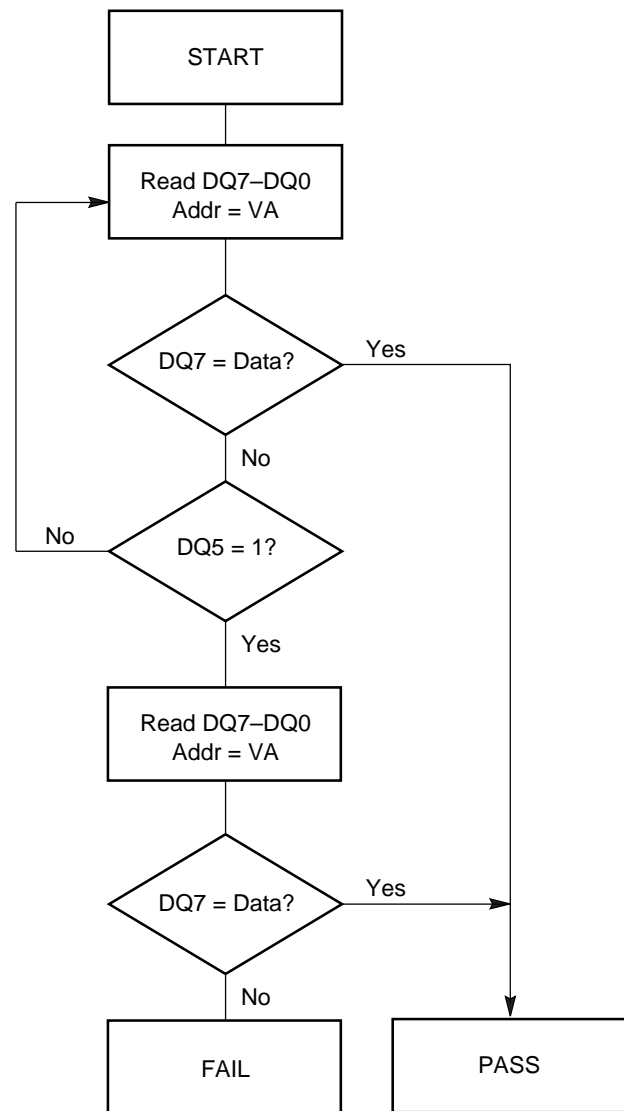 START
Read DQ7–DQ0
Addr = VA
DQ7 = Data?
Yes
No
No
DQ5 = 1?
Yes
Read DQ7–DQ0
Addr = VA
DQ7 = Data?
Yes
No
FAIL
PASS